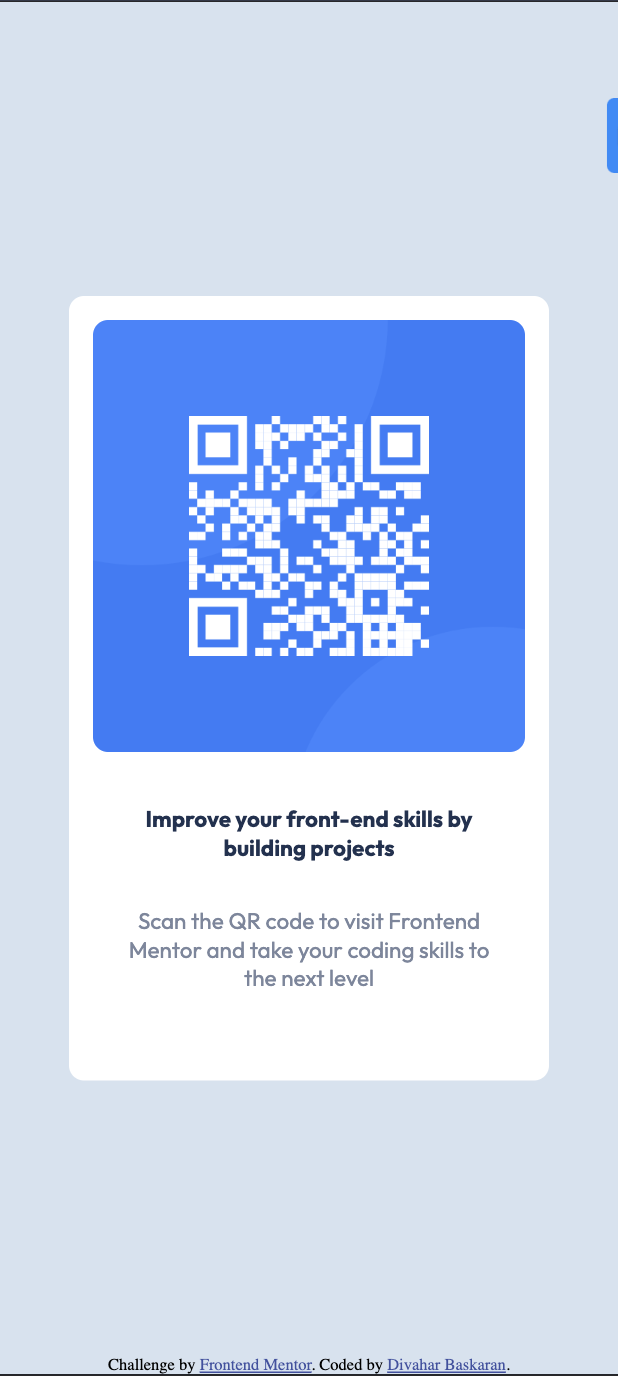 Improve your front-end skills by
building projects
Scan the QR code to visit Frontend
Mentor and take your coding skills to
the next level
Challenge by Frontend Mentor. Coded by Divahar Baskaran.